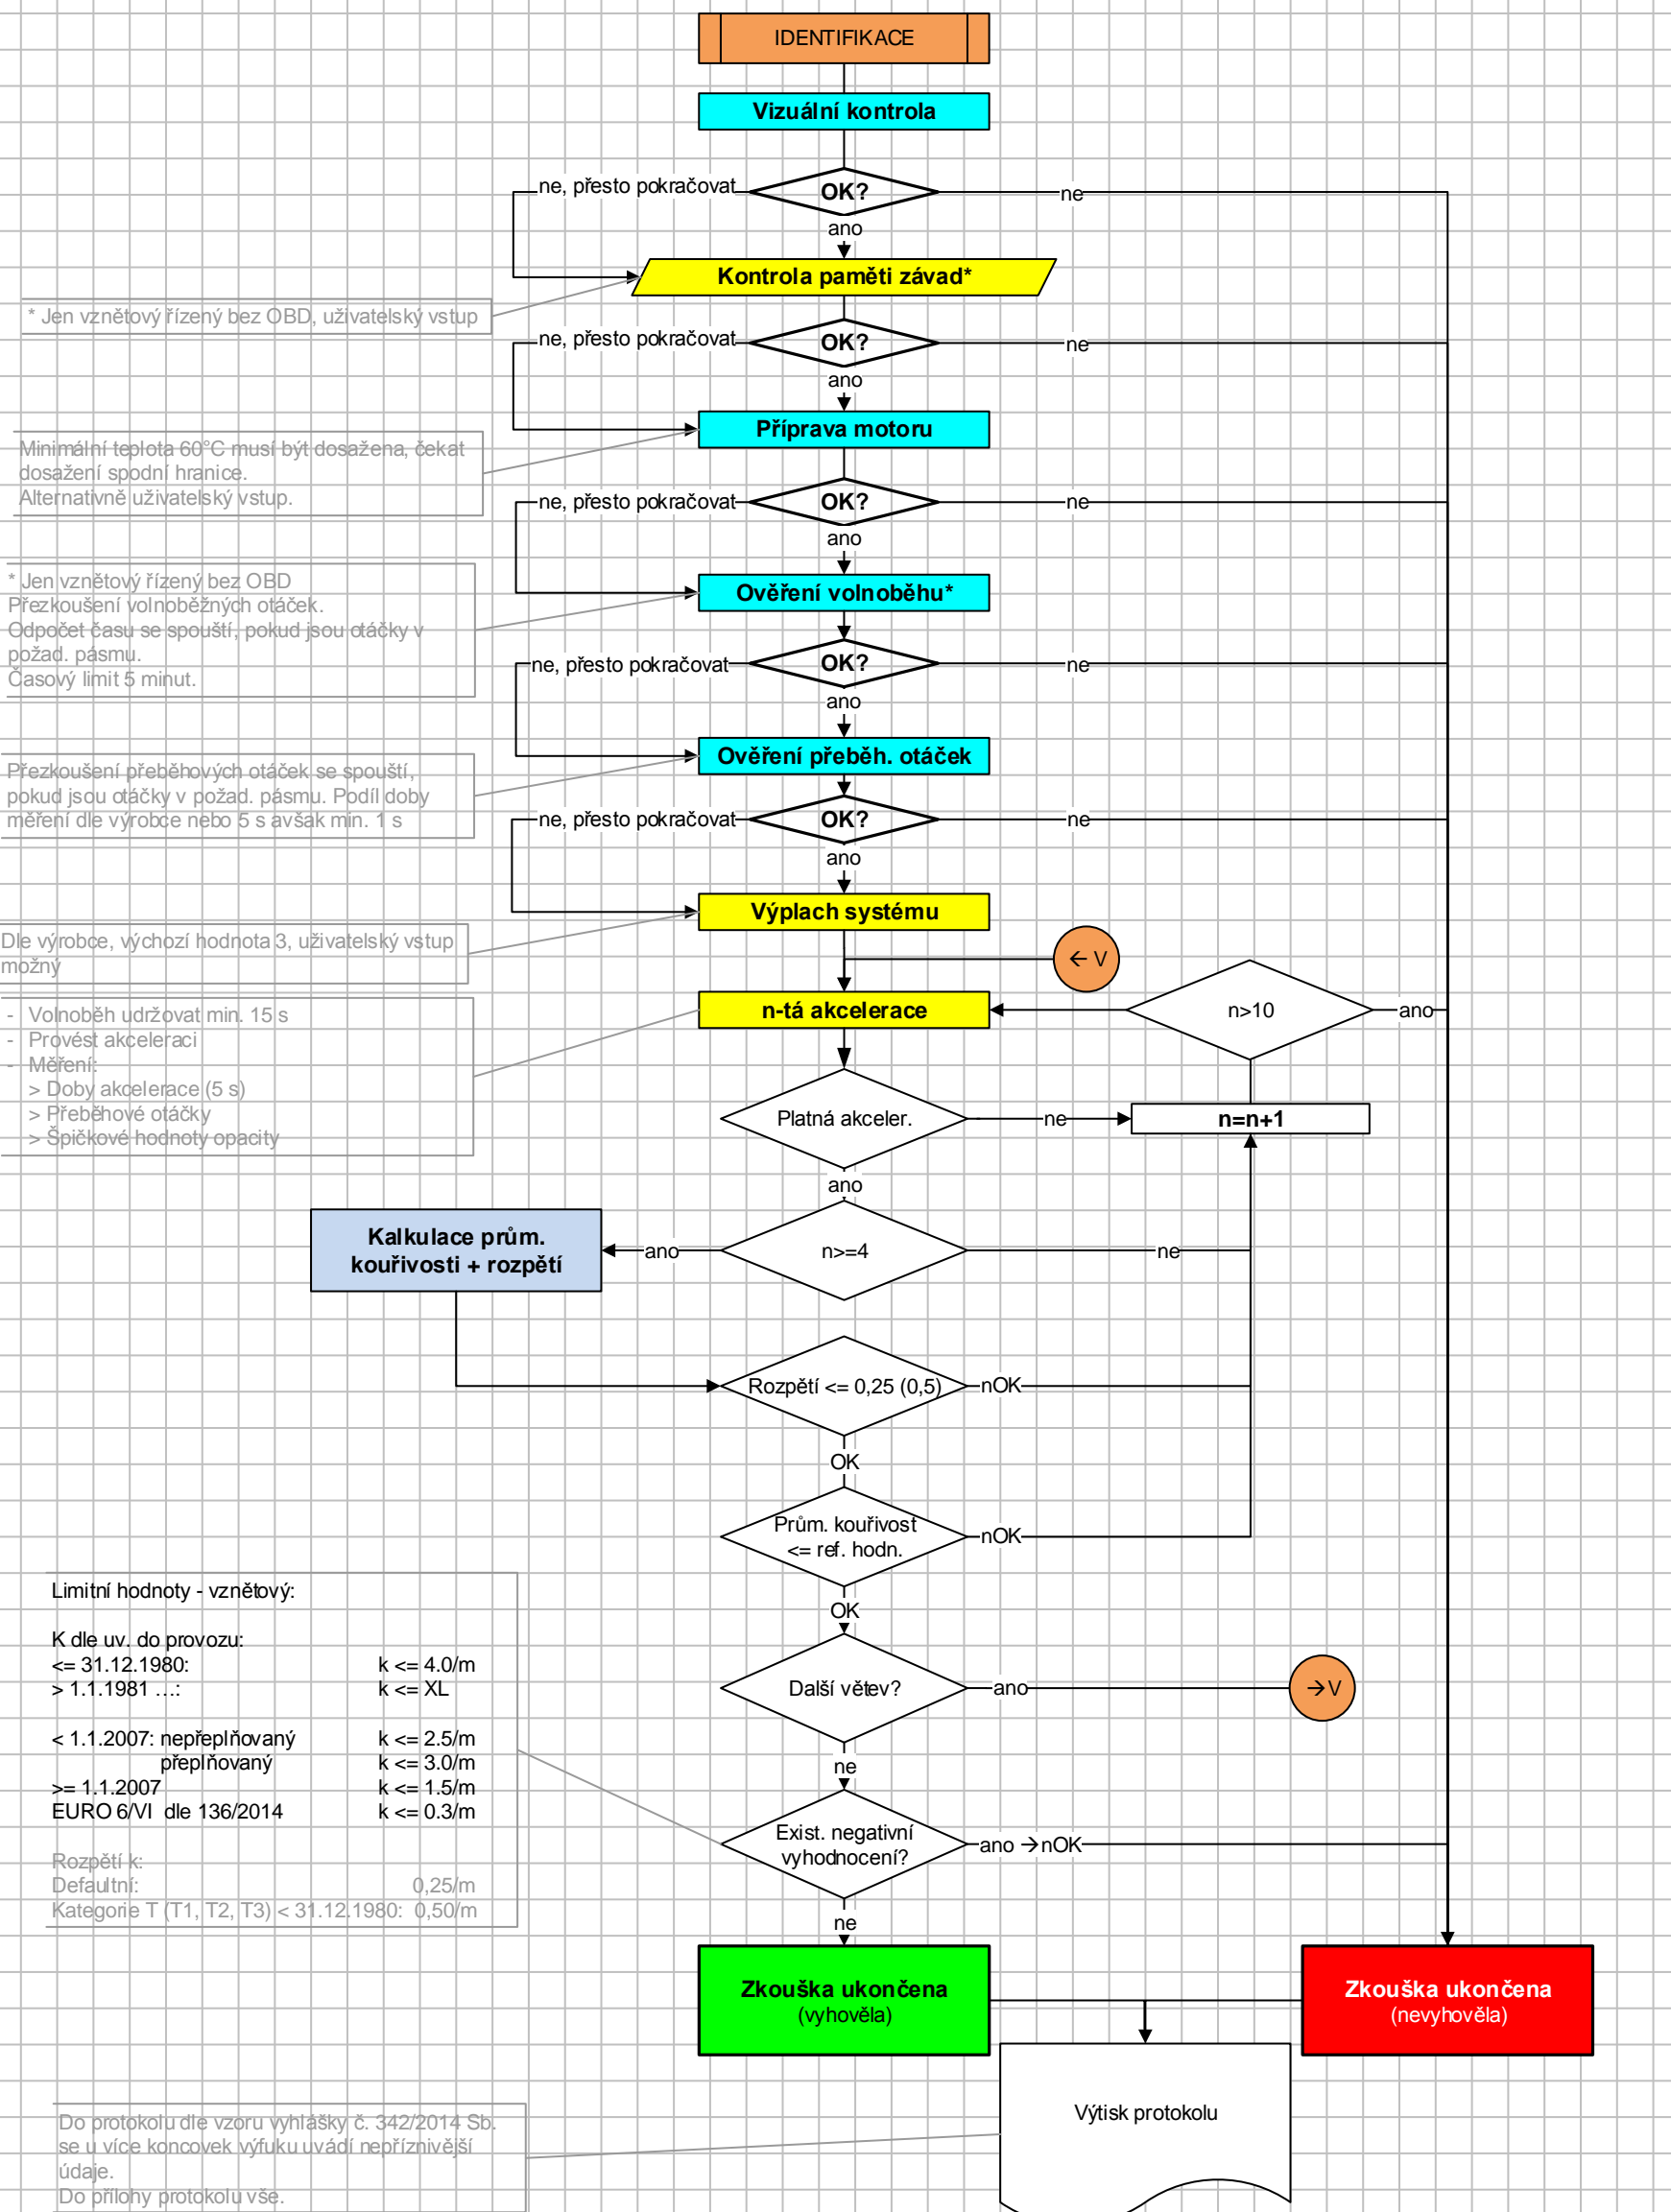 IDENTIFIKACE
Vizuální kontrola
ne, přesto pokračovat
OK?
ne
ano
Kontrola paměti závad*
* Jen vznětový řízený bez OBD, uživatelský vstup
ne, přesto pokračovat
OK?
ne
ano
Příprava motoru
Minimální teplota 60°C musí být dosažena, čekat
dosažení spodní hranice.
Alternativně uživatelský vstup.
ne, přesto pokračovat
OK?
ne
ano
Ověření volnoběhu*
* Jen vznětový řízený bez OBD
Přezkoušení volnoběžných otáček.
Odpočet času se spouští, pokud jsou otáčky v
požad. pásmu.
Časový limit 5 minut.
ne, přesto pokračovat
OK?
ne
ano
Ověření přeběh. otáček
Přezkoušení přeběhových otáček se spouští,
pokud jsou otáčky v požad. pásmu. Podíl doby
měření dle výrobce nebo 5 s avšak min. 1 s
ne, přesto pokračovat
OK?
ne
ano
Výplach systému
Dle výrobce, výchozí hodnota 3, uživatelský vstup
možný
← V
n-tá akcelerace
n>10
ano
- Volnoběh udržovat min. 15 s
- Provést akceleraci
- Měření:
> Doby akcelerace (5 s)
> Přeběhové otáčky
> Špičkové hodnoty opacity
Platná akceler.
ne
n=n+1
ano
Kalkulace prům.
kouřivosti + rozpětí
ano
n>=4
ne
Rozpětí <= 0,25 (0,5)
nOK
OK
Prům. kouřivost
<= ref. hodn.
nOK
OK
Limitní hodnoty - vznětový:
K dle uv. do provozu:
<= 31.12.1980: k <= 4.0/m
> 1.1.1981 …: k <= XL
< 1.1.2007: nepřeplňovaný k <= 2.5/m
přeplňovaný k <= 3.0/m
>= 1.1.2007 k <= 1.5/m
EURO 6/VI dle 136/2014 k <= 0.3/m
Rozpětí k:
Defaultní: 0,25/m
Kategorie T (T1, T2, T3) < 31.12.1980: 0,50/m
Další větev?
ano
→V
ne
Exist. negativní
vyhodnocení?
ano →nOK
ne
Zkouška ukončena
(vyhověla)
Zkouška ukončena
(nevyhověla)
Výtisk protokolu
Do protokolu dle vzoru vyhlášky č. 342/2014 Sb.
se u více koncovek výfuku uvádí nepříznivější
údaje.
Do přílohy protokolu vše.